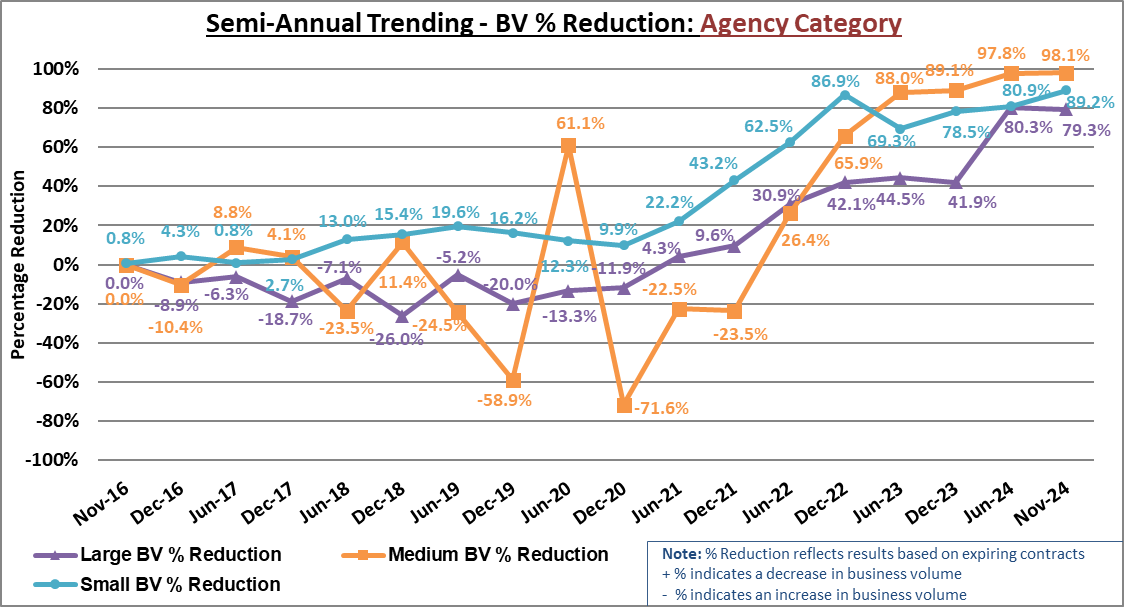 Semi-Annual Trending - BV % Reduction: Agency Category
Percentage Reduction
100%
80%
60%
40%
20%
0%
-20%
-40%
-60%
-80%
-100%
0.0%
-8.9%
-6.3%
-18.7%
-7.1%
-26.0%
-5.2%
-20.0%
-13.3%
-11.9%
4.3%
9.6%
30.9%
42.1%
44.5%
41.9%
80.3%
79.3%
0.0%
-10.4%
8.8%
4.1%
-23.5%
11.4%
-24.5%
-58.9%
61.1%
-71.6%
-22.5%
-23.5%
26.4%
65.9%
88.0%
89.1%
97.8%
98.1%
0.8%
4.3%
0.8%
2.7%
13.0%
15.4%
19.6%
16.2%
12.3%
9.9%
22.2%
43.2%
62.5%
86.9%
69.3%
78.5%
80.9%
89.2%
Nov-16
Dec-16
Jun-17
Dec-17
Jun-18
Dec-18
Jun-19
Dec-19
Jun-20
Dec-20
Jun-21
Dec-21
Jun-22
Dec-22
Jun-23
Dec-23
Jun-24
Nov-24
Large BV % Reduction
Medium BV % Reduction
Small BV % Reduction
Note: % Reduction reflects results based on expiring contracts
+ % indicates a decrease in business volume
- % indicates an increase in business volume